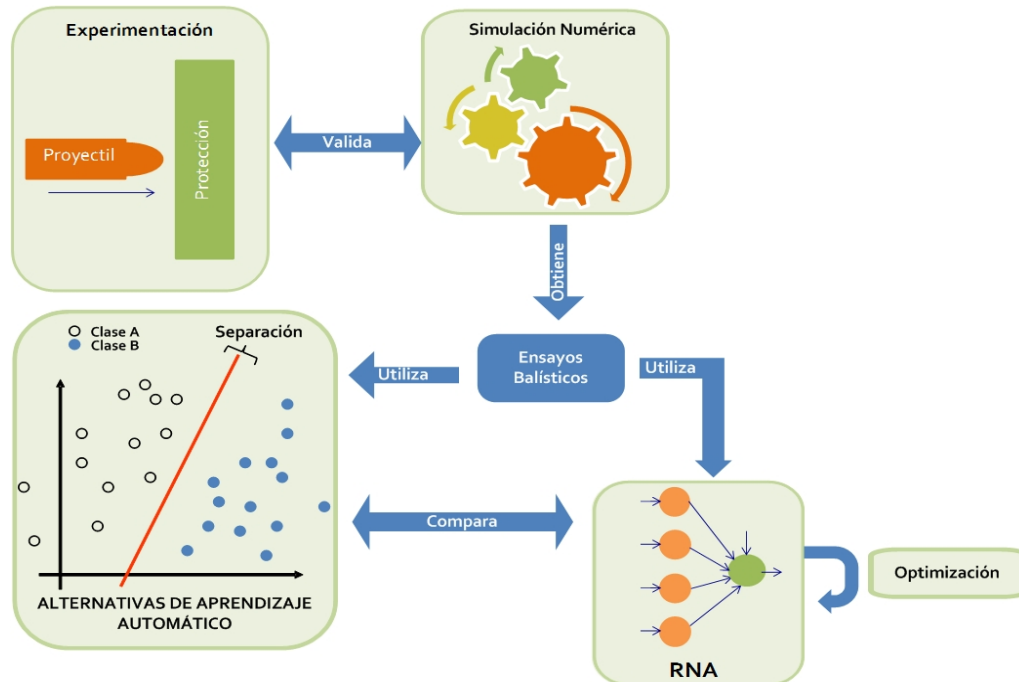 Experimentación
Proyectil
Protección
Valida
Simulación Numérica
Obtiene
Ensayos
Balísticos
Utiliza
Utiliza
Clase A
Clase B
Separación
ALTERNATIVAS DE APRENDIZAJE
AUTOMÁTICO
Compara
RNA
Optimización